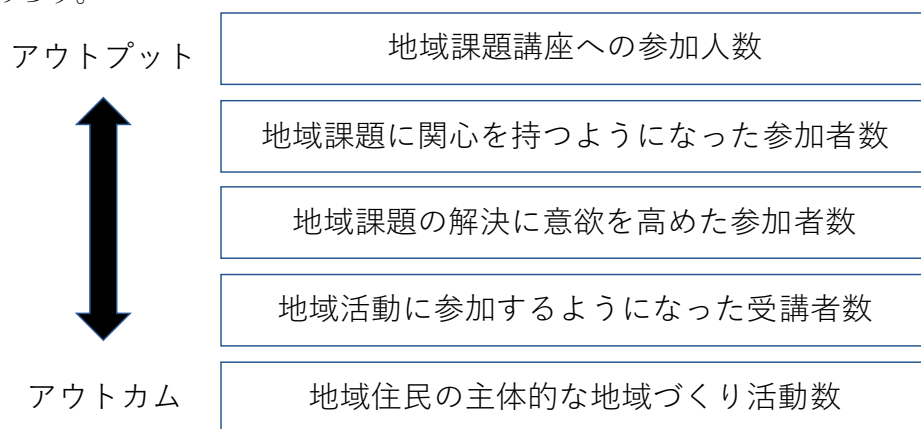 アウトプット
地域課題講座への参加人数
地域課題に関心を持つようになった参加者数
地域課題の解決に意欲を高めた参加者数
地域活動に参加するようになった受講者数
アウトカム
地域住民の主体的な地域づくり活動数